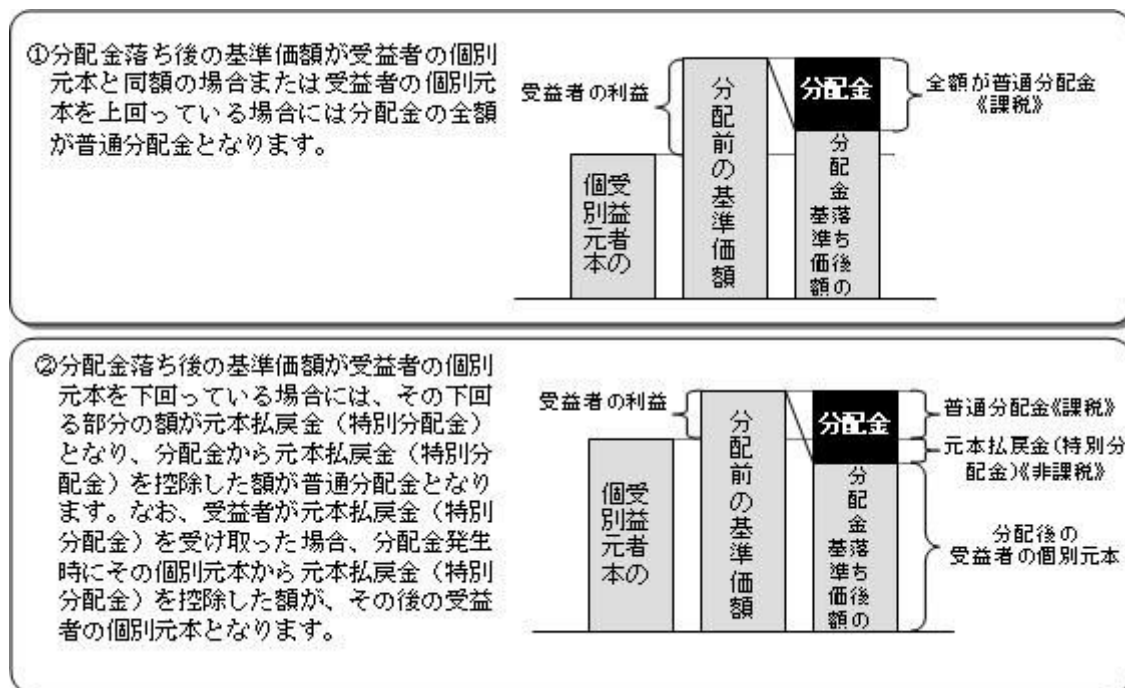 ①分配金落ち後の基準価額が受益者の個別
元本と同額の場合または受益者の個別元
本を上回っている場合には分配金の全額
が普通分配金となります。
受益者の利益
受益者の
個別元本
分配前の基準価額
分配金
分配金落ち後の
基準価額
全額が普通分配金
《課税》
②分配金落ち後の基準価額が受益者の個別
元本を下回っている場合には、その下回
る部分の額が元本払戻金（特別分配金）
となり、分配金から元本払戻金（特別分
配金）を控除した額が普通分配金となり
ます。なお、受益者が元本払戻金（特別
分配金）を受け取った場合、分配金発生
時にその個別元本から元本払戻金（特別
分配金）を控除した額が、その後の受益
者の個別元本となります。
受益者の利益
受益者の
個別元本
分配前の基準価額
分配金
分配金落ち後の
基準価額
普通分配金《課税》
元本払戻金(特別分
配金)《非課税》
分配後の
受益者の個別元本